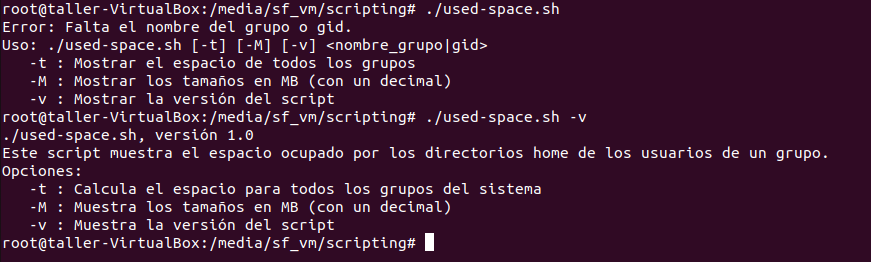 root@taller-VirtualBox:/media/sf_vm/scripting# ./used-space.sh
Error: Falta el nombre del grupo o gid.
Uso: ./used-space.sh [-t] [-M] [-v] <nombre_grupo|gid>
   -t : Mostrar el espacio de todos los grupos
   -M : Mostrar los tamaños en MB (con un decimal)
   -v : Mostrar la versión del script
root@taller-VirtualBox:/media/sf_vm/scripting# ./used-space.sh -v
./used-space.sh, versión 1.0
Este script muestra el espacio ocupado por los directorios home de los usuarios de un grupo.
Opciones:
   -t : Calcula el espacio para todos los grupos del sistema
   -M : Muestra los tamaños en MB (con un decimal)
   -v : Muestra la versión del script
root@taller-VirtualBox:/media/sf_vm/scripting#